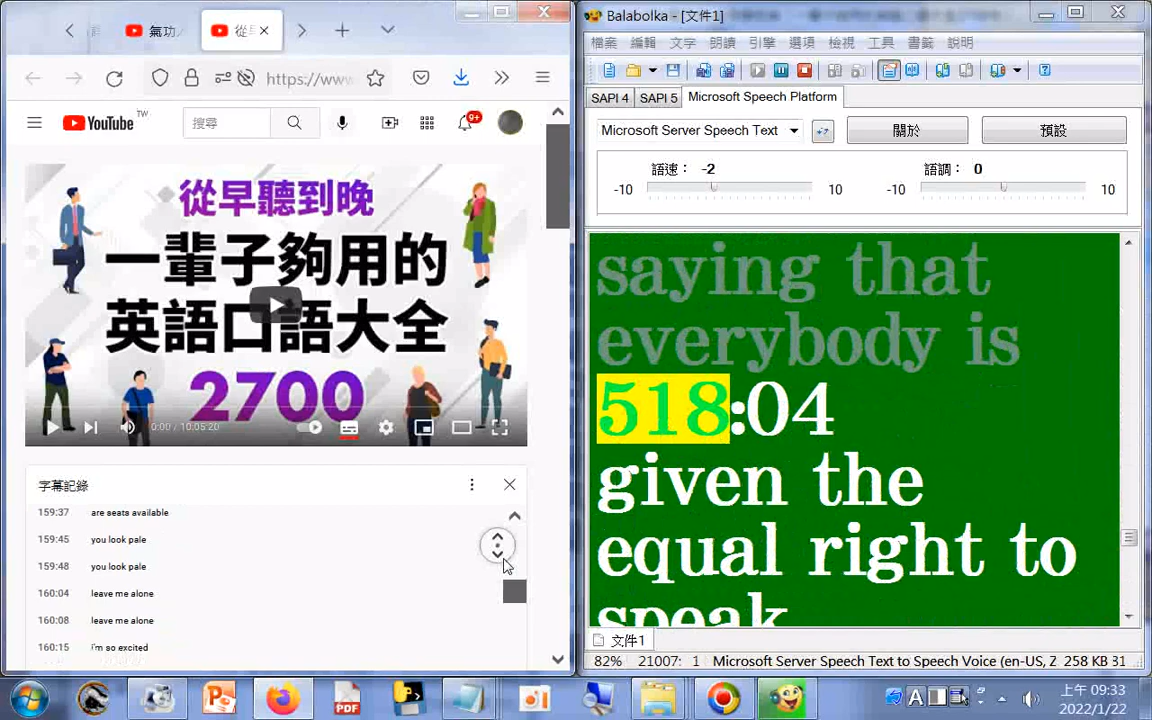 氣功
從
https://www
YouTube TW
搜尋
9+
從早聽到晚
一輩子夠用的
英語口語大全
2700
0:00 / 10:05:20
字幕記錄
159:37 are seats available
159:45 you look pale
159:48 you look pale
160:04 leave me alone
160:08 leave me alone
160:15 i'm so excited
Balabolka - [文件1]
檔案 編輯 文字 朗讀 引擎 選項 檢視 工具 書籤 說明
SAPI 4 SAPI 5 Microsoft Speech Platform
Microsoft Server Speech Text
關於 預設
語速： -2 語調： 0
-10 10 -10 10
saying that
everybody is
518:04
given the
equal right to
speak
文件1
82% 21007: 1 Microsoft Server Speech Text to Speech Voice (en-US, Z 258 KB 31
PDF
上午 09:33
2022/1/22